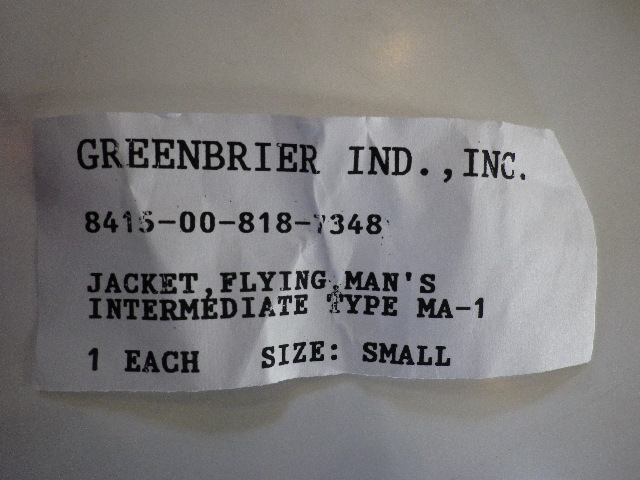 GREENBRIER IND.,INC.
8415-00-818-7348
JACKET,FLYING,MAN'S
INTERMEDIATE TYPE MA-1
1 EACH SIZE: SMALL